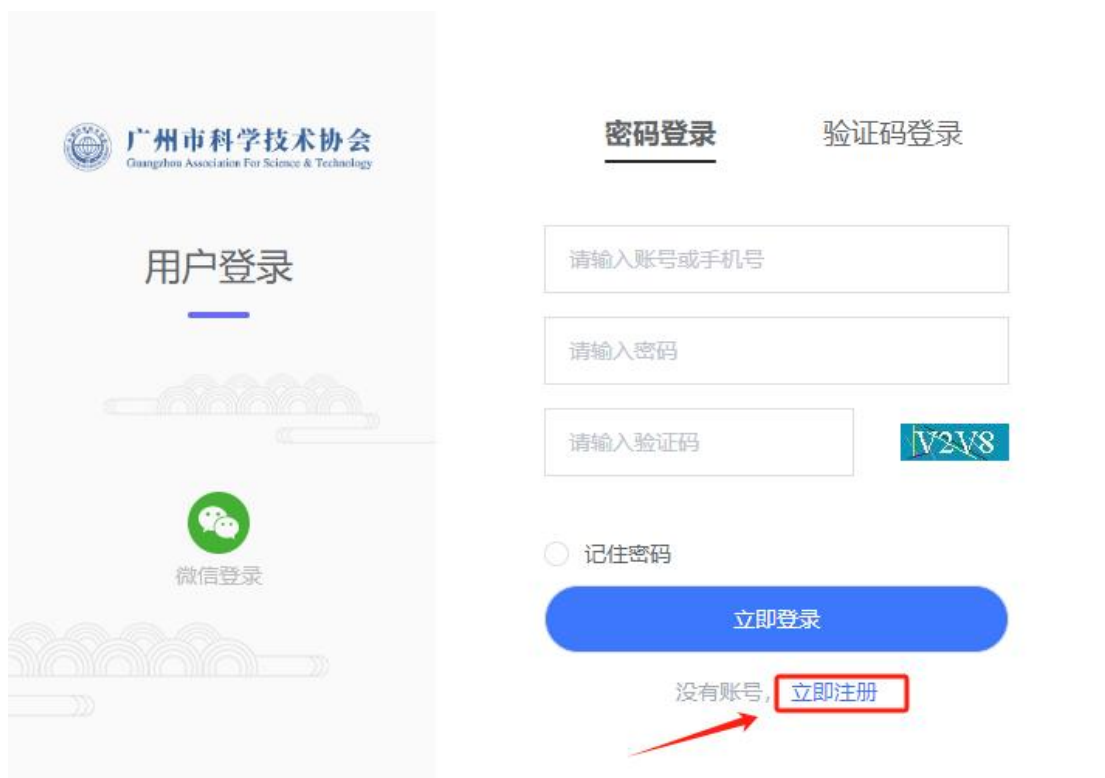 广州市科学技术协会
Guangzhou Association For Science & Technology
用户登录
微信登录
密码登录 验证码登录
请输入账号或手机号
请输入密码
请输入验证码 V2V8
记住密码
立即登录
没有账号, 立即注册